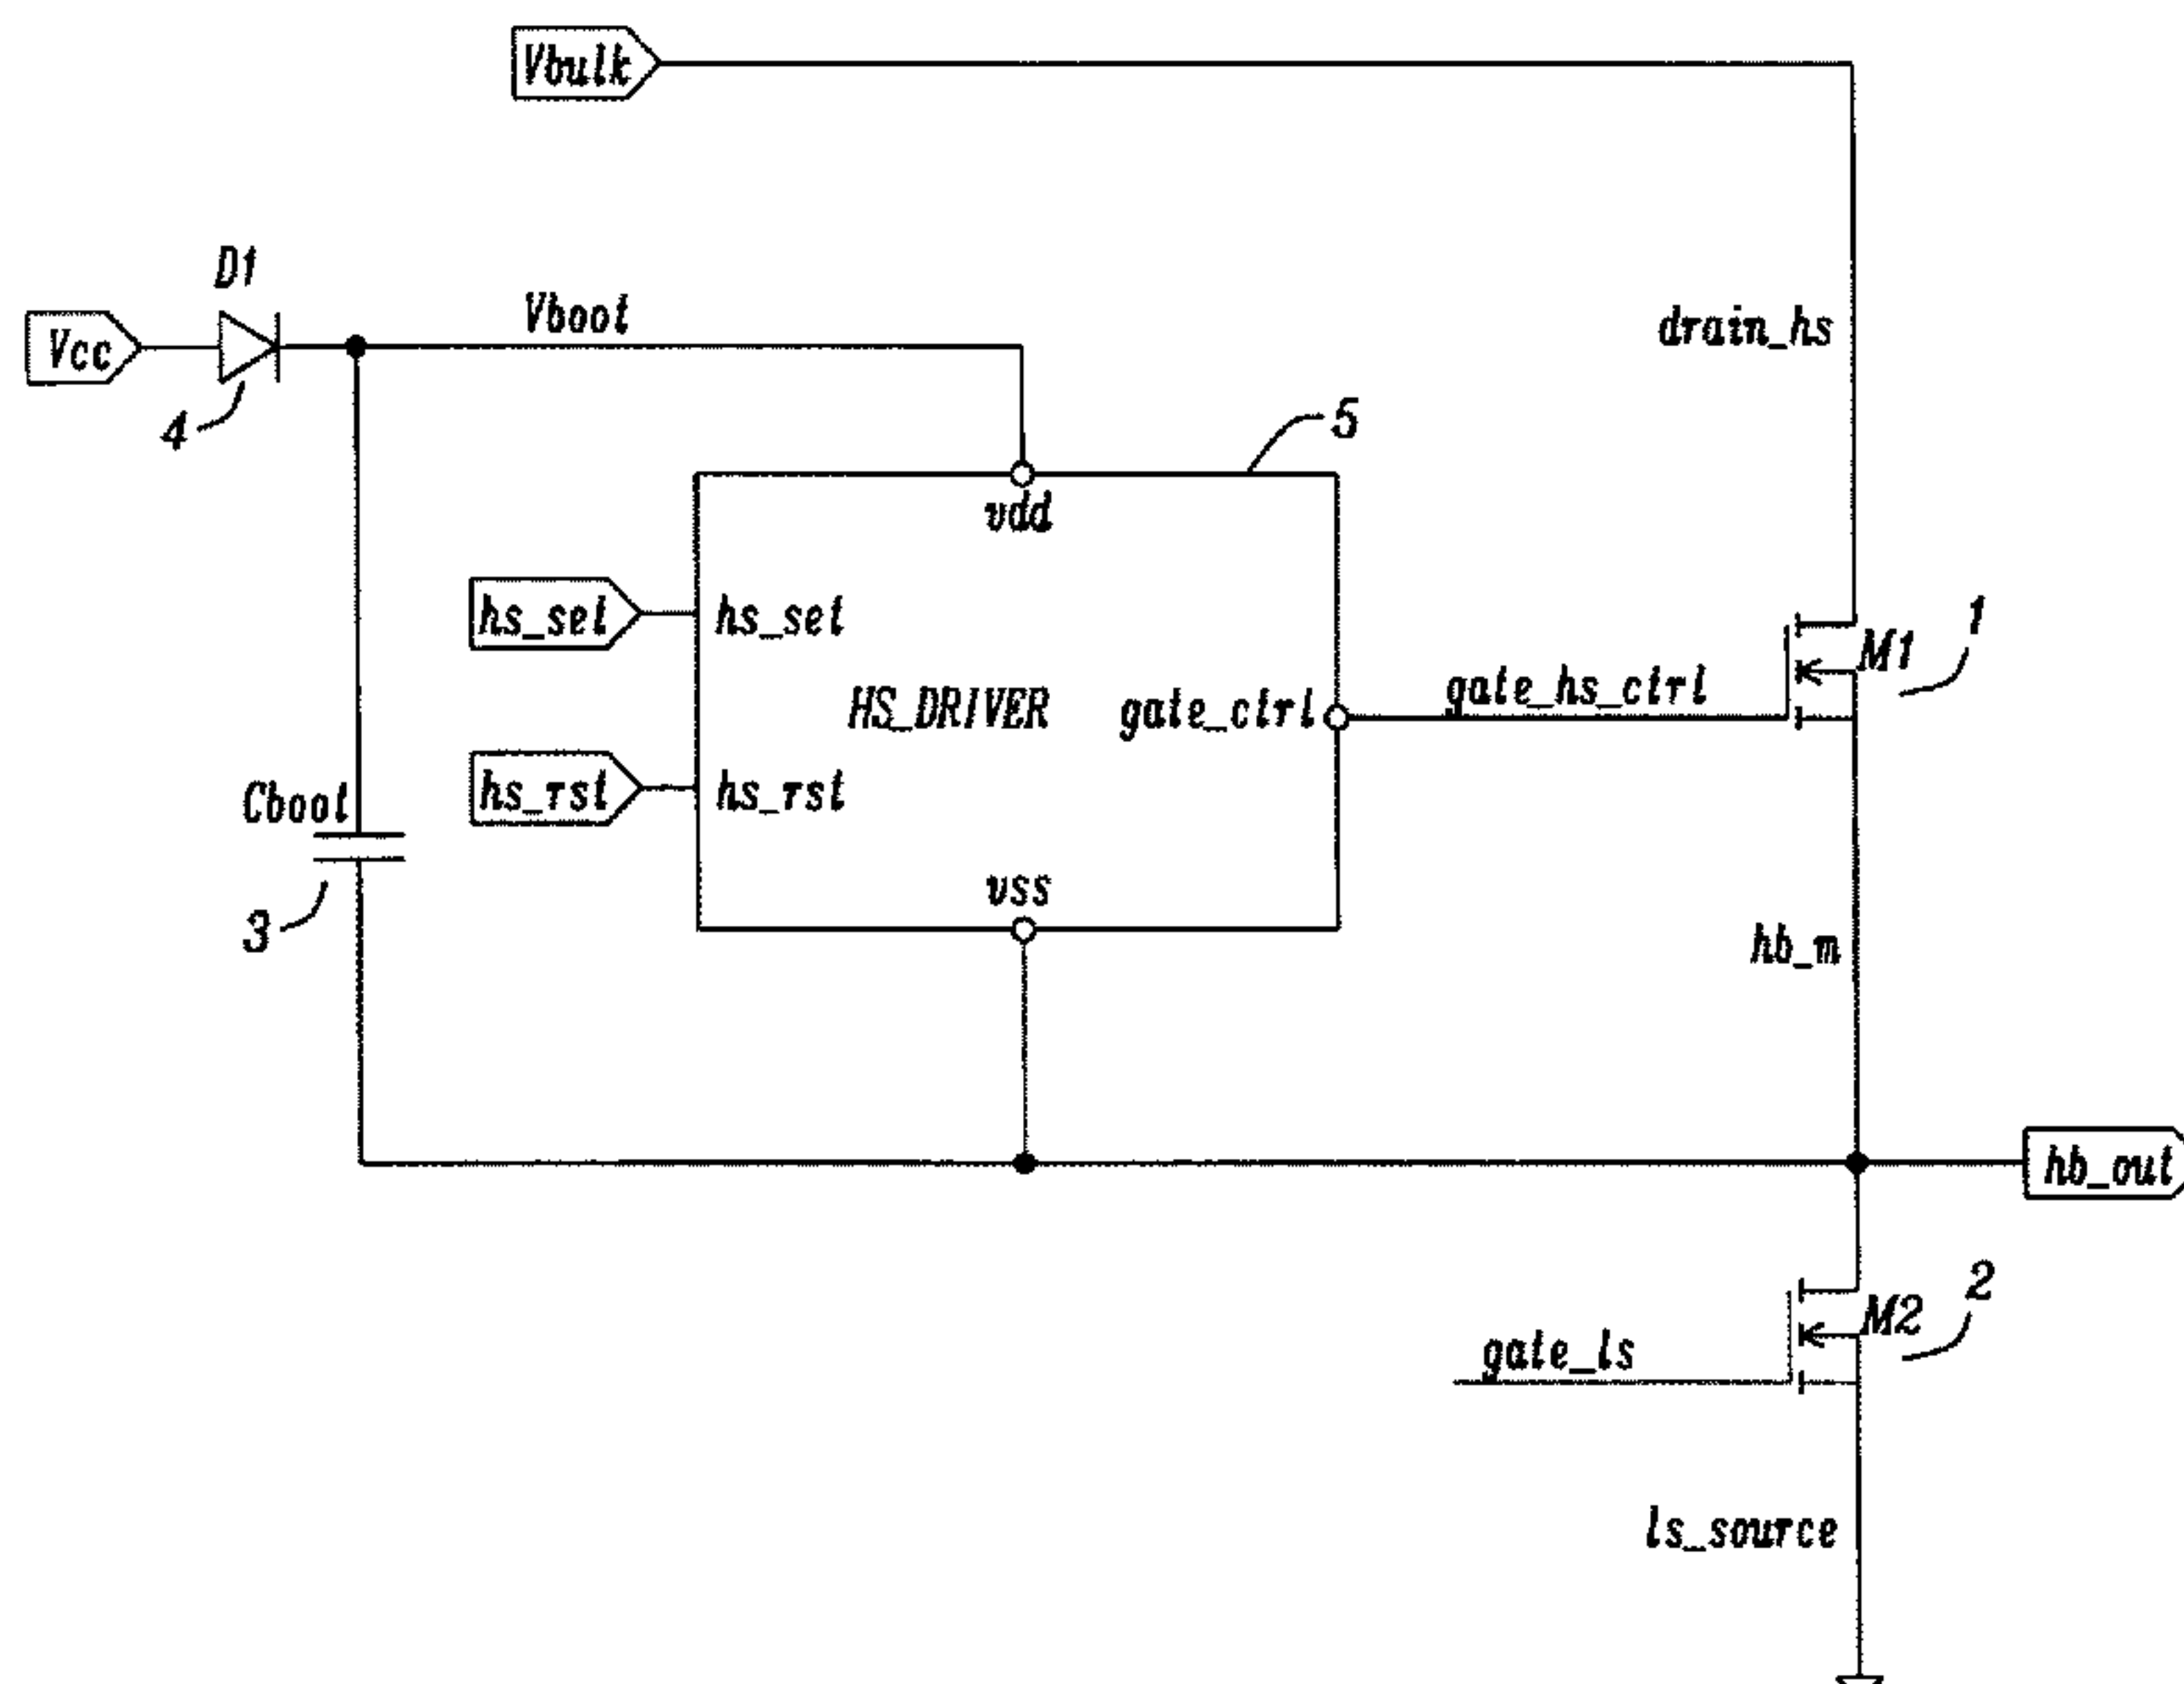 Vbulk
D1
Vcc
Vboot
drain_hs
4
5
vdd
hs_set
hs_set
1
M1
HS_DRIVER
gate_ctrl
gate_hs_ctrl
hs_rst
hs_rst
Cboot
3
vss
hb_m
hb_out
2
M2
gate_ls
ls_source